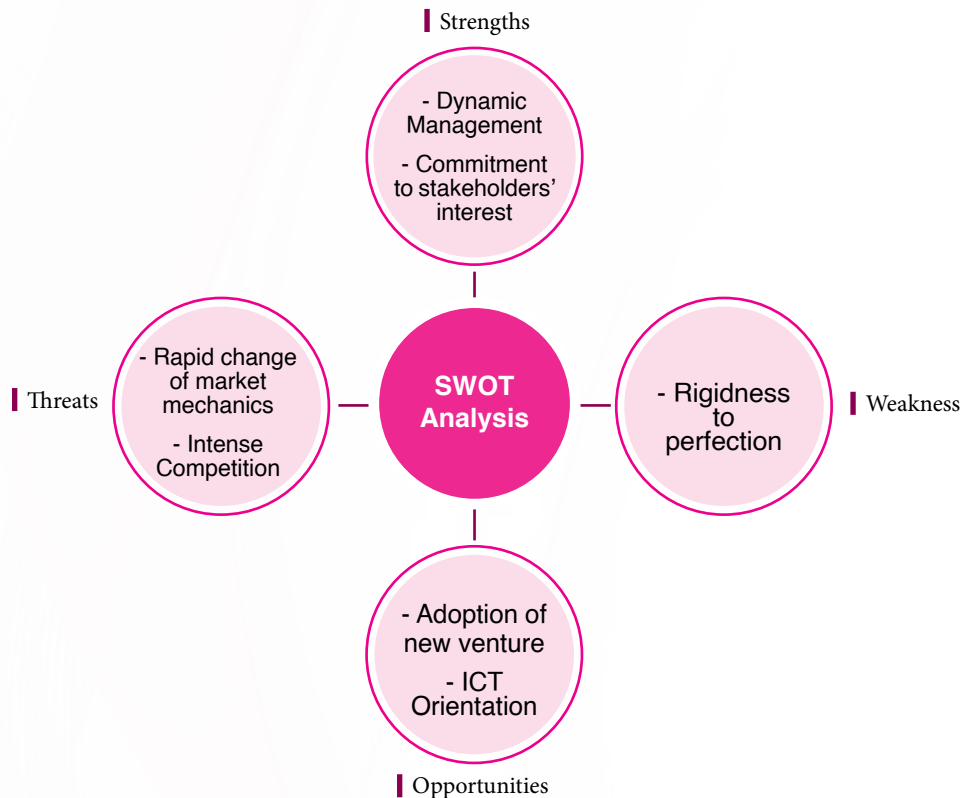 Strengths
- Dynamic
Management
- Commitment
to stakeholders’
interest
Threats
- Rapid change
of market
mechanics
- Intense
Competition
SWOT
Analysis
- Rigidness
to
perfection
Weakness
- Adoption of
new venture
- ICT
Orientation
Opportunities